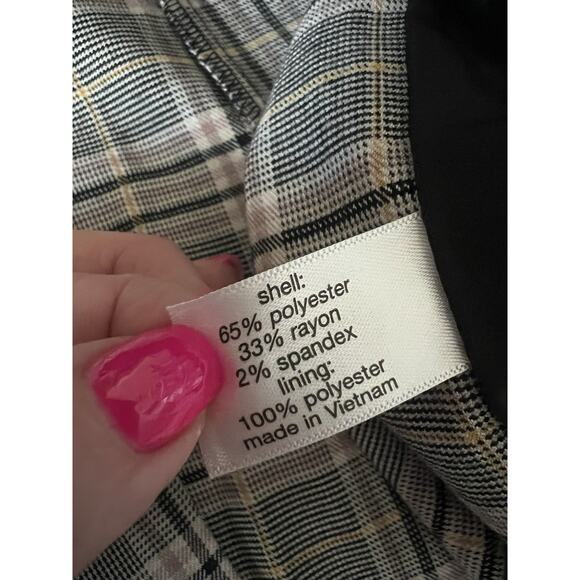 shell:
65% polyester
33% rayon
2% spandex
lining:
100% polyester
made in Vietnam